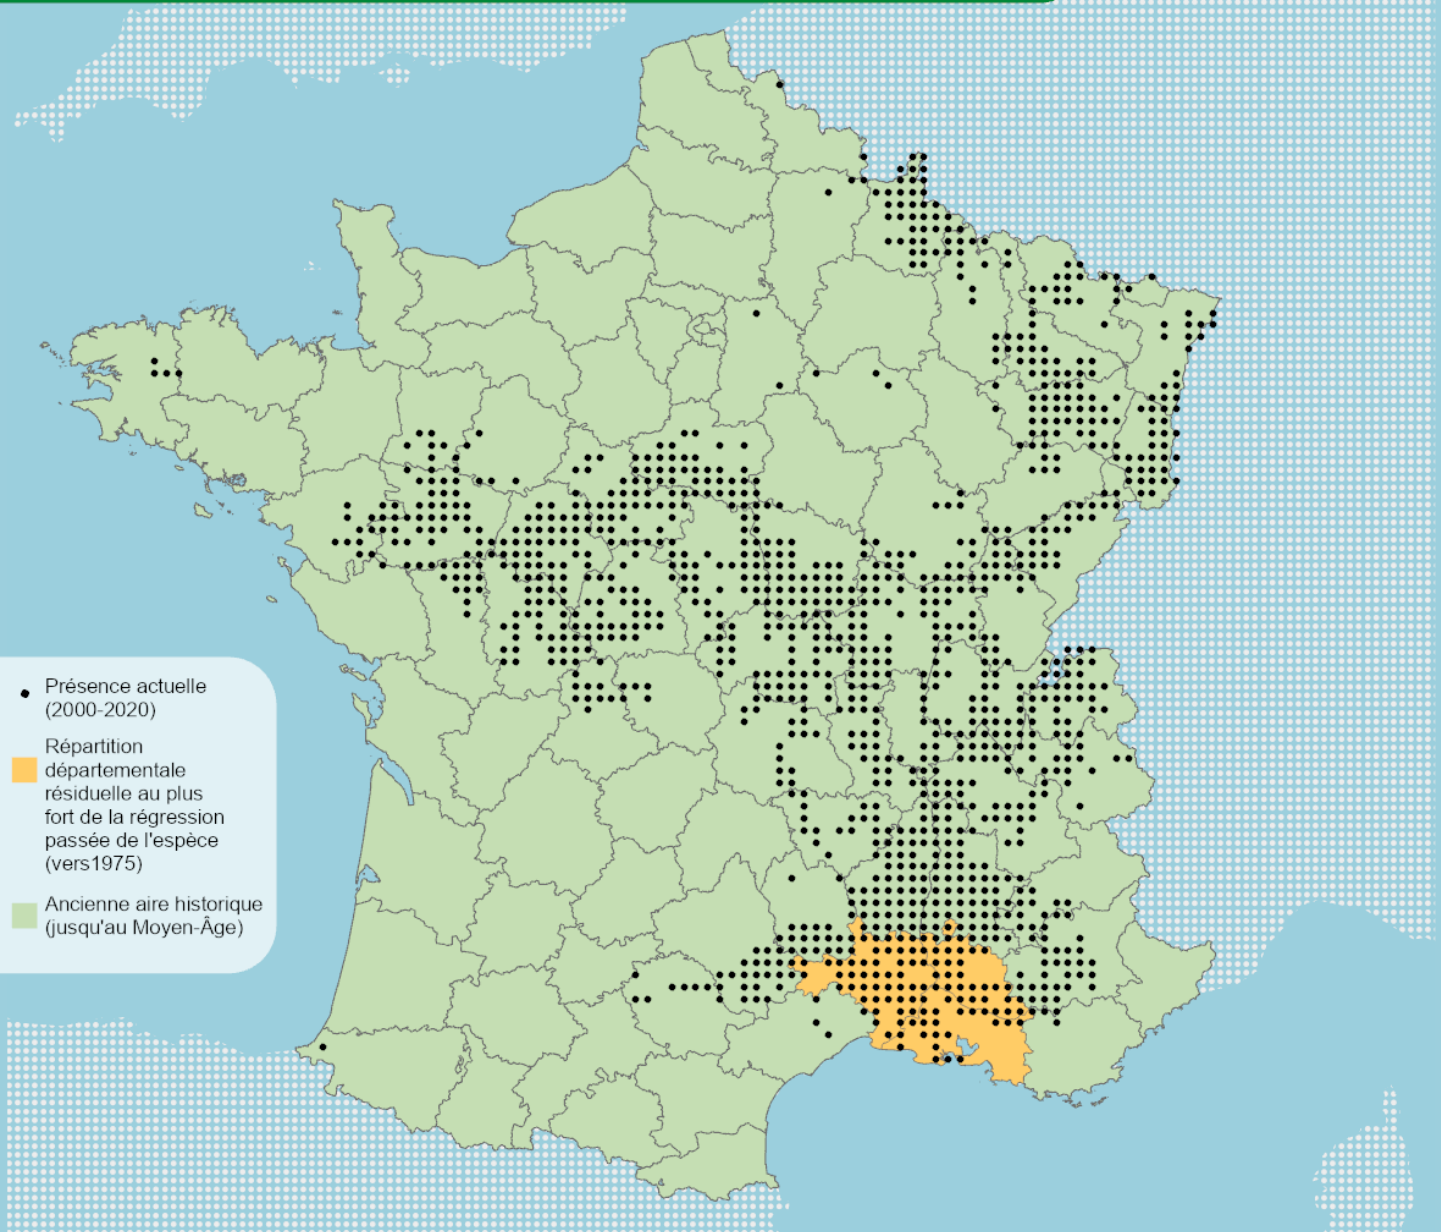 Présence actuelle
(2000-2020)
Répartition
départementale
résiduelle au plus
fort de la régression
passée de l'espèce
(vers1975)
Ancienne aire historique
(jusqu'au Moyen-Âge)